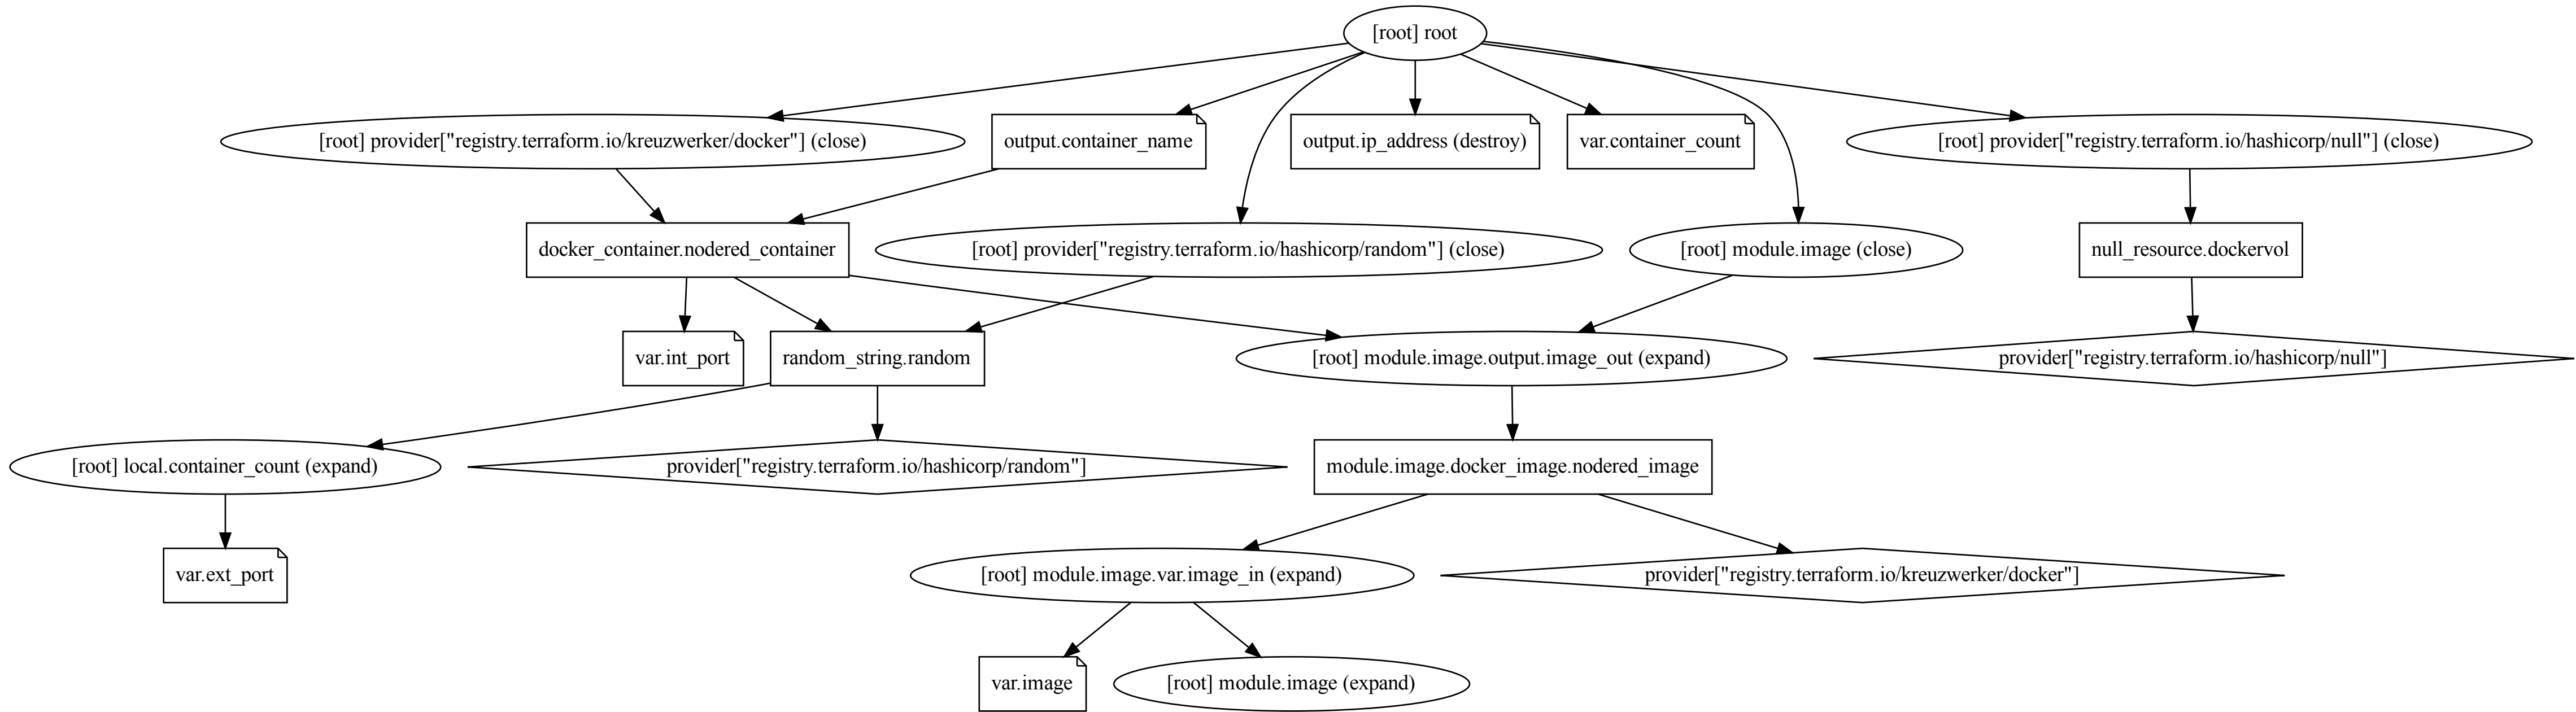 [root] root
[root] provider["registry.terraform.io/kreuzwerker/docker"] (close)
output.container_name
output.ip_address (destroy)
var.container_count
[root] provider["registry.terraform.io/hashicorp/null"] (close)
docker_container.nodered_container
[root] provider["registry.terraform.io/hashicorp/random"] (close)
[root] module.image (close)
null_resource.dockervol
var.int_port
random_string.random
[root] module.image.output.image_out (expand)
provider["registry.terraform.io/hashicorp/null"]
[root] local.container_count (expand)
provider["registry.terraform.io/hashicorp/random"]
module.image.docker_image.nodered_image
var.ext_port
[root] module.image.var.image_in (expand)
provider["registry.terraform.io/kreuzwerker/docker"]
var.image
[root] module.image (expand)